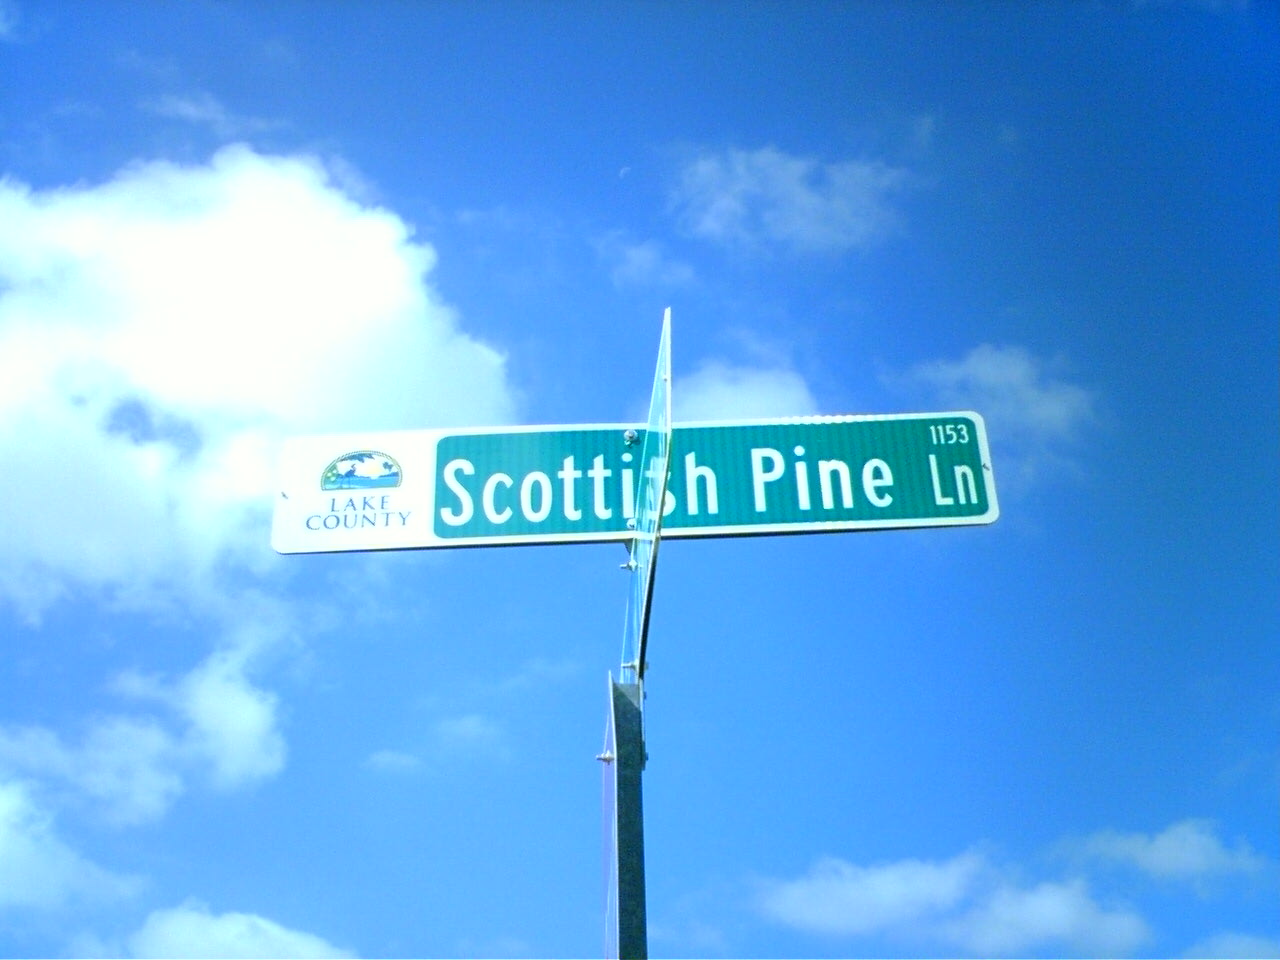 LAKE
COUNTY
Scottish Pine Ln
1153